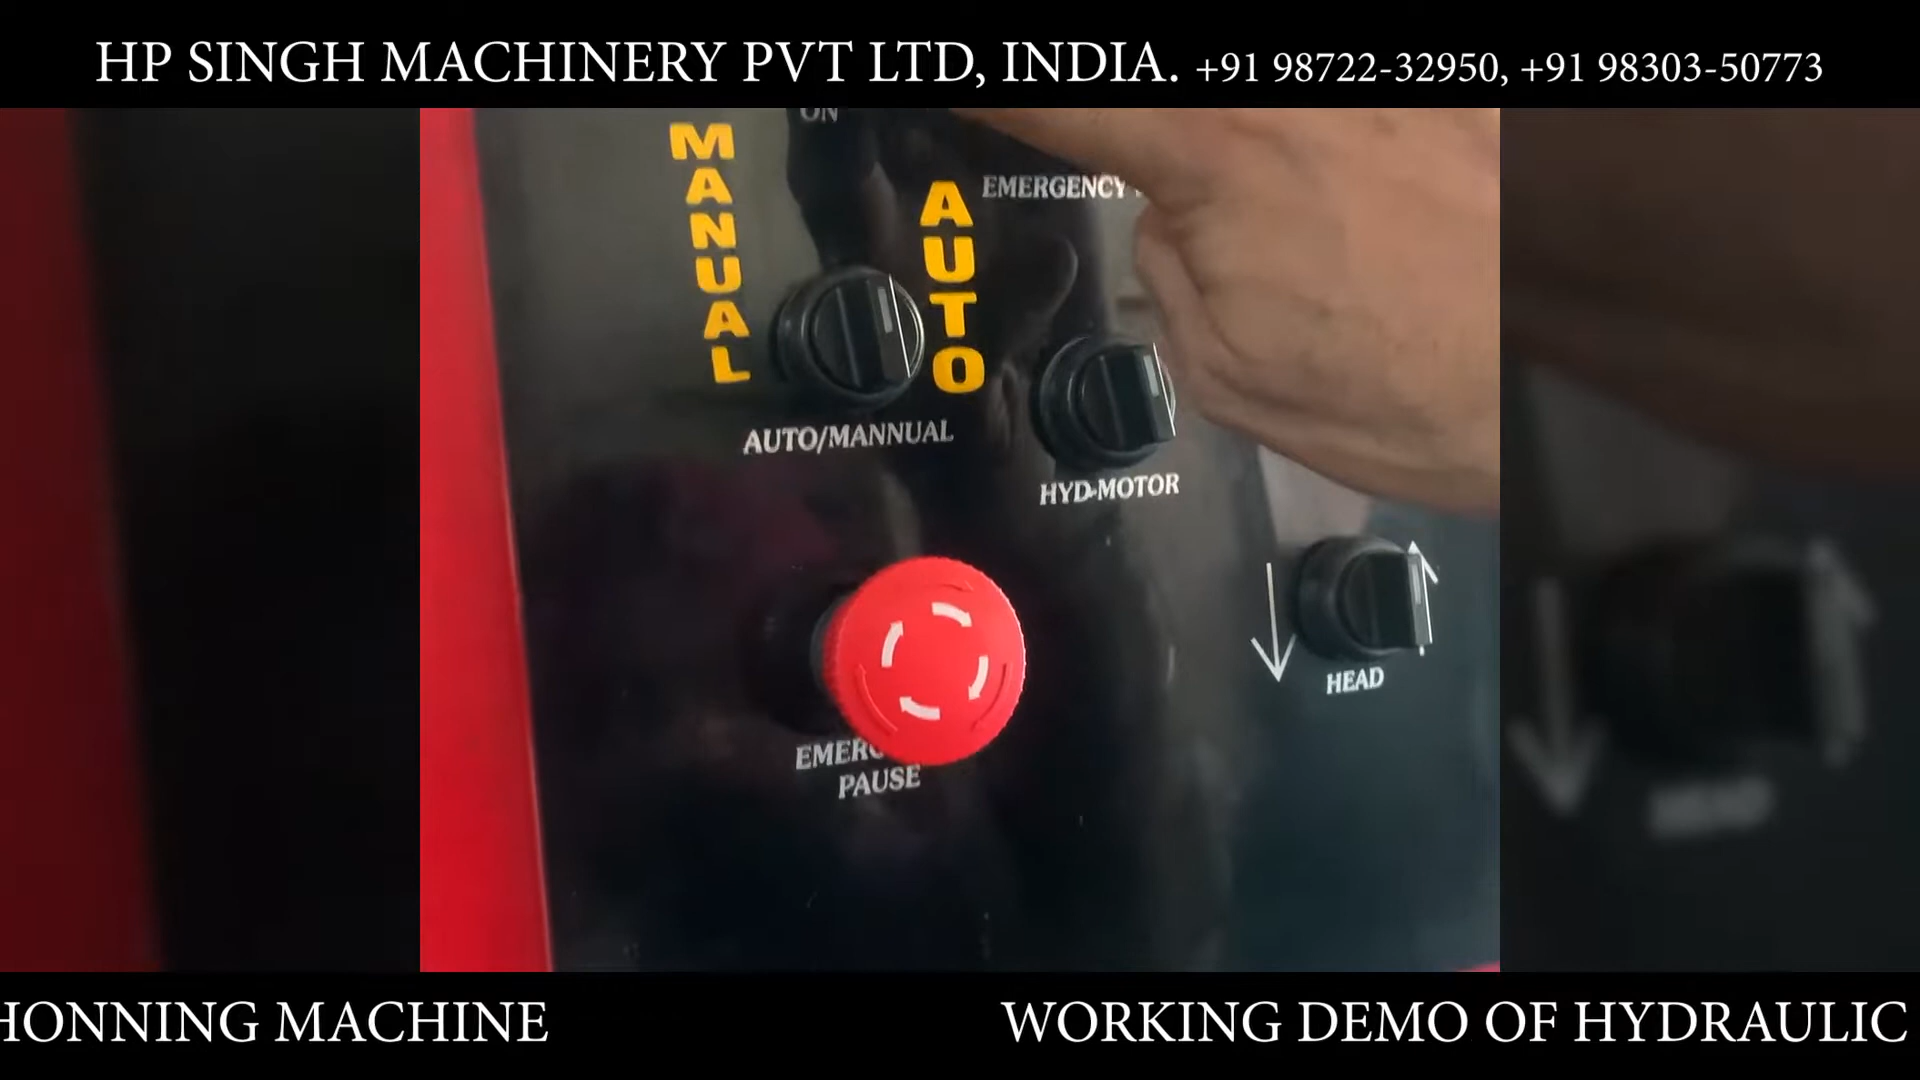 HP SINGH MACHINERY PVT LTD, INDIA. +91 98722-32950, +91 98303-50773
ON
MANUAL
AUTO
EMERGENCY
AUTO/MANNUAL
HYD-MOTOR
HEAD
PAUSE
HONNING MACHINE
WORKING DEMO OF HYDRAULIC